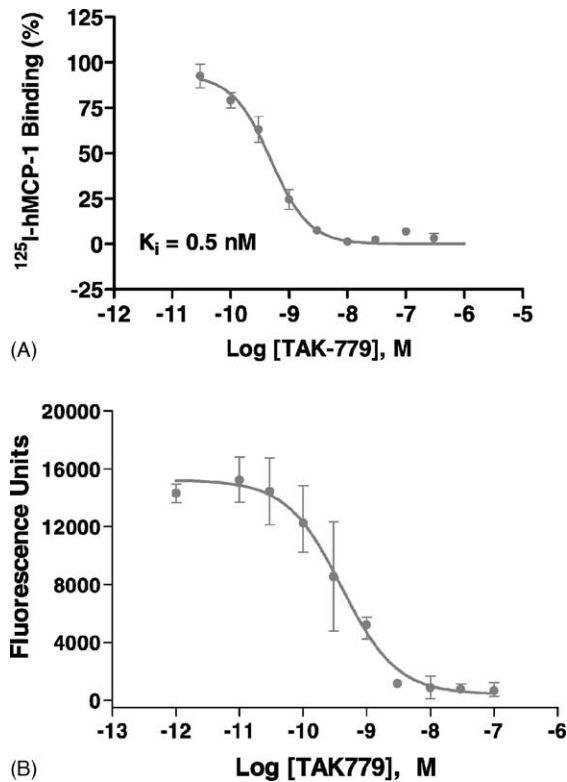 125
100
75
50
25
0
-25
¹²⁵I-hMCP-1 Binding (%)
Kᵢ = 0.5 nM
-12 -11 -10 -9 -8 -7 -6 -5
(A)
Log [TAK-779], M
20000
16000
12000
8000
4000
0
Fluorescence Units
-13 -12 -11 -10 -9 -8 -7 -6
(B)
Log [TAK779], M